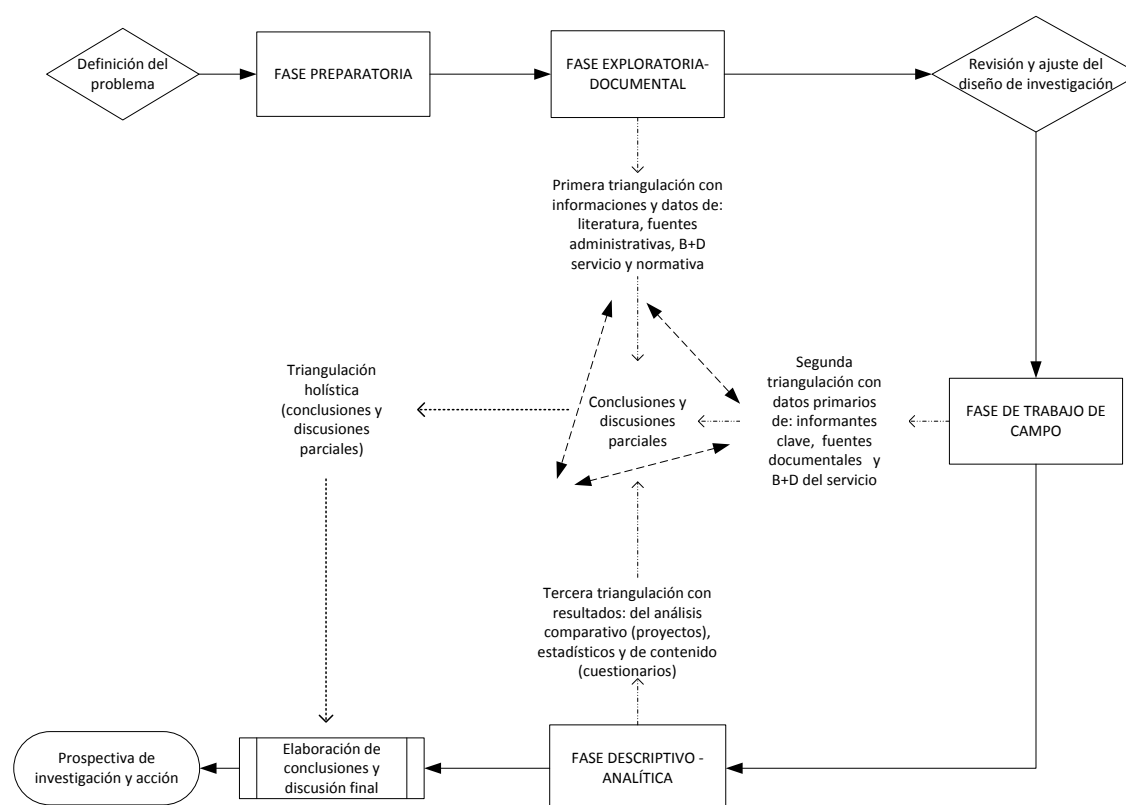 Definición del
problema
FASE PREPARATORIA
FASE EXPLORATORIA-
DOCUMENTAL
Revisión y ajuste del
diseño de investigación
Primera triangulación con
informaciones y datos de:
literatura, fuentes
administrativas, B+D
servicio y normativa
Triangulación
holística
(conclusiones y
discusiones
parciales)
Conclusiones y
discusiones
parciales
Segunda
triangulación con
datos primarios
de: informantes
clave, fuentes
documentales y
B+D del servicio
FASE DE TRABAJO DE
CAMPO
Tercera triangulación con
resultados: del análisis
comparativo (proyectos),
estadísticos y de contenido
(cuestionarios)
Prospectiva de
investigación y acción
Elaboración de
conclusiones y
discusión final
FASE DESCRIPTIVO -
ANALÍTICA